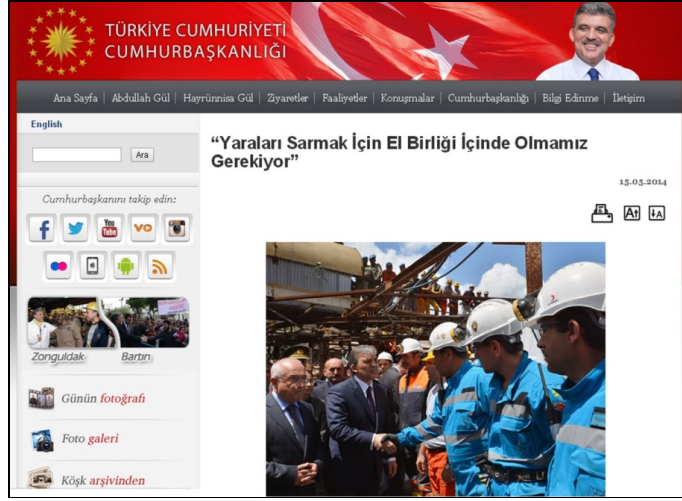 TÜRKİYE CUMHURİYETİ
CUMHURBAŞKANLIĞI
Ana Sayfa | Abdullah Gül | Hayrünnisa Gül | Ziyaretler | Faaliyetler | Konuşmalar | Cumhurbaşkanlığı | Bilgi Edinme | İletişim
English
Ara
Cumhurbaşkanını takip edin:
You
Tube
Zonguldak
Bartın
Günün fotoğrafı
Foto galeri
Köşk arşivinden
“Yaraları Sarmak İçin El Birliği İçinde Olmamız
Gerekiyor”
15.05.2014